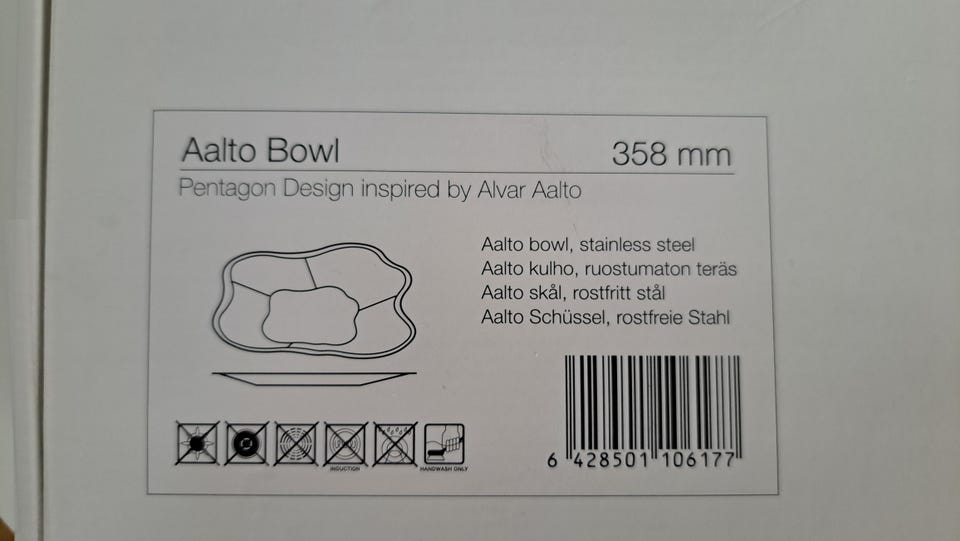 Aalto Bowl 358 mm
Pentagon Design inspired by Alvar Aalto
Aalto bowl, stainless steel
Aalto kulho, ruostumaton teräs
Aalto skål, rostfritt stål
Aalto Schüssel, rostfreie Stahl
INDUCTION
HANDWASH ONLY
6 428501 106177